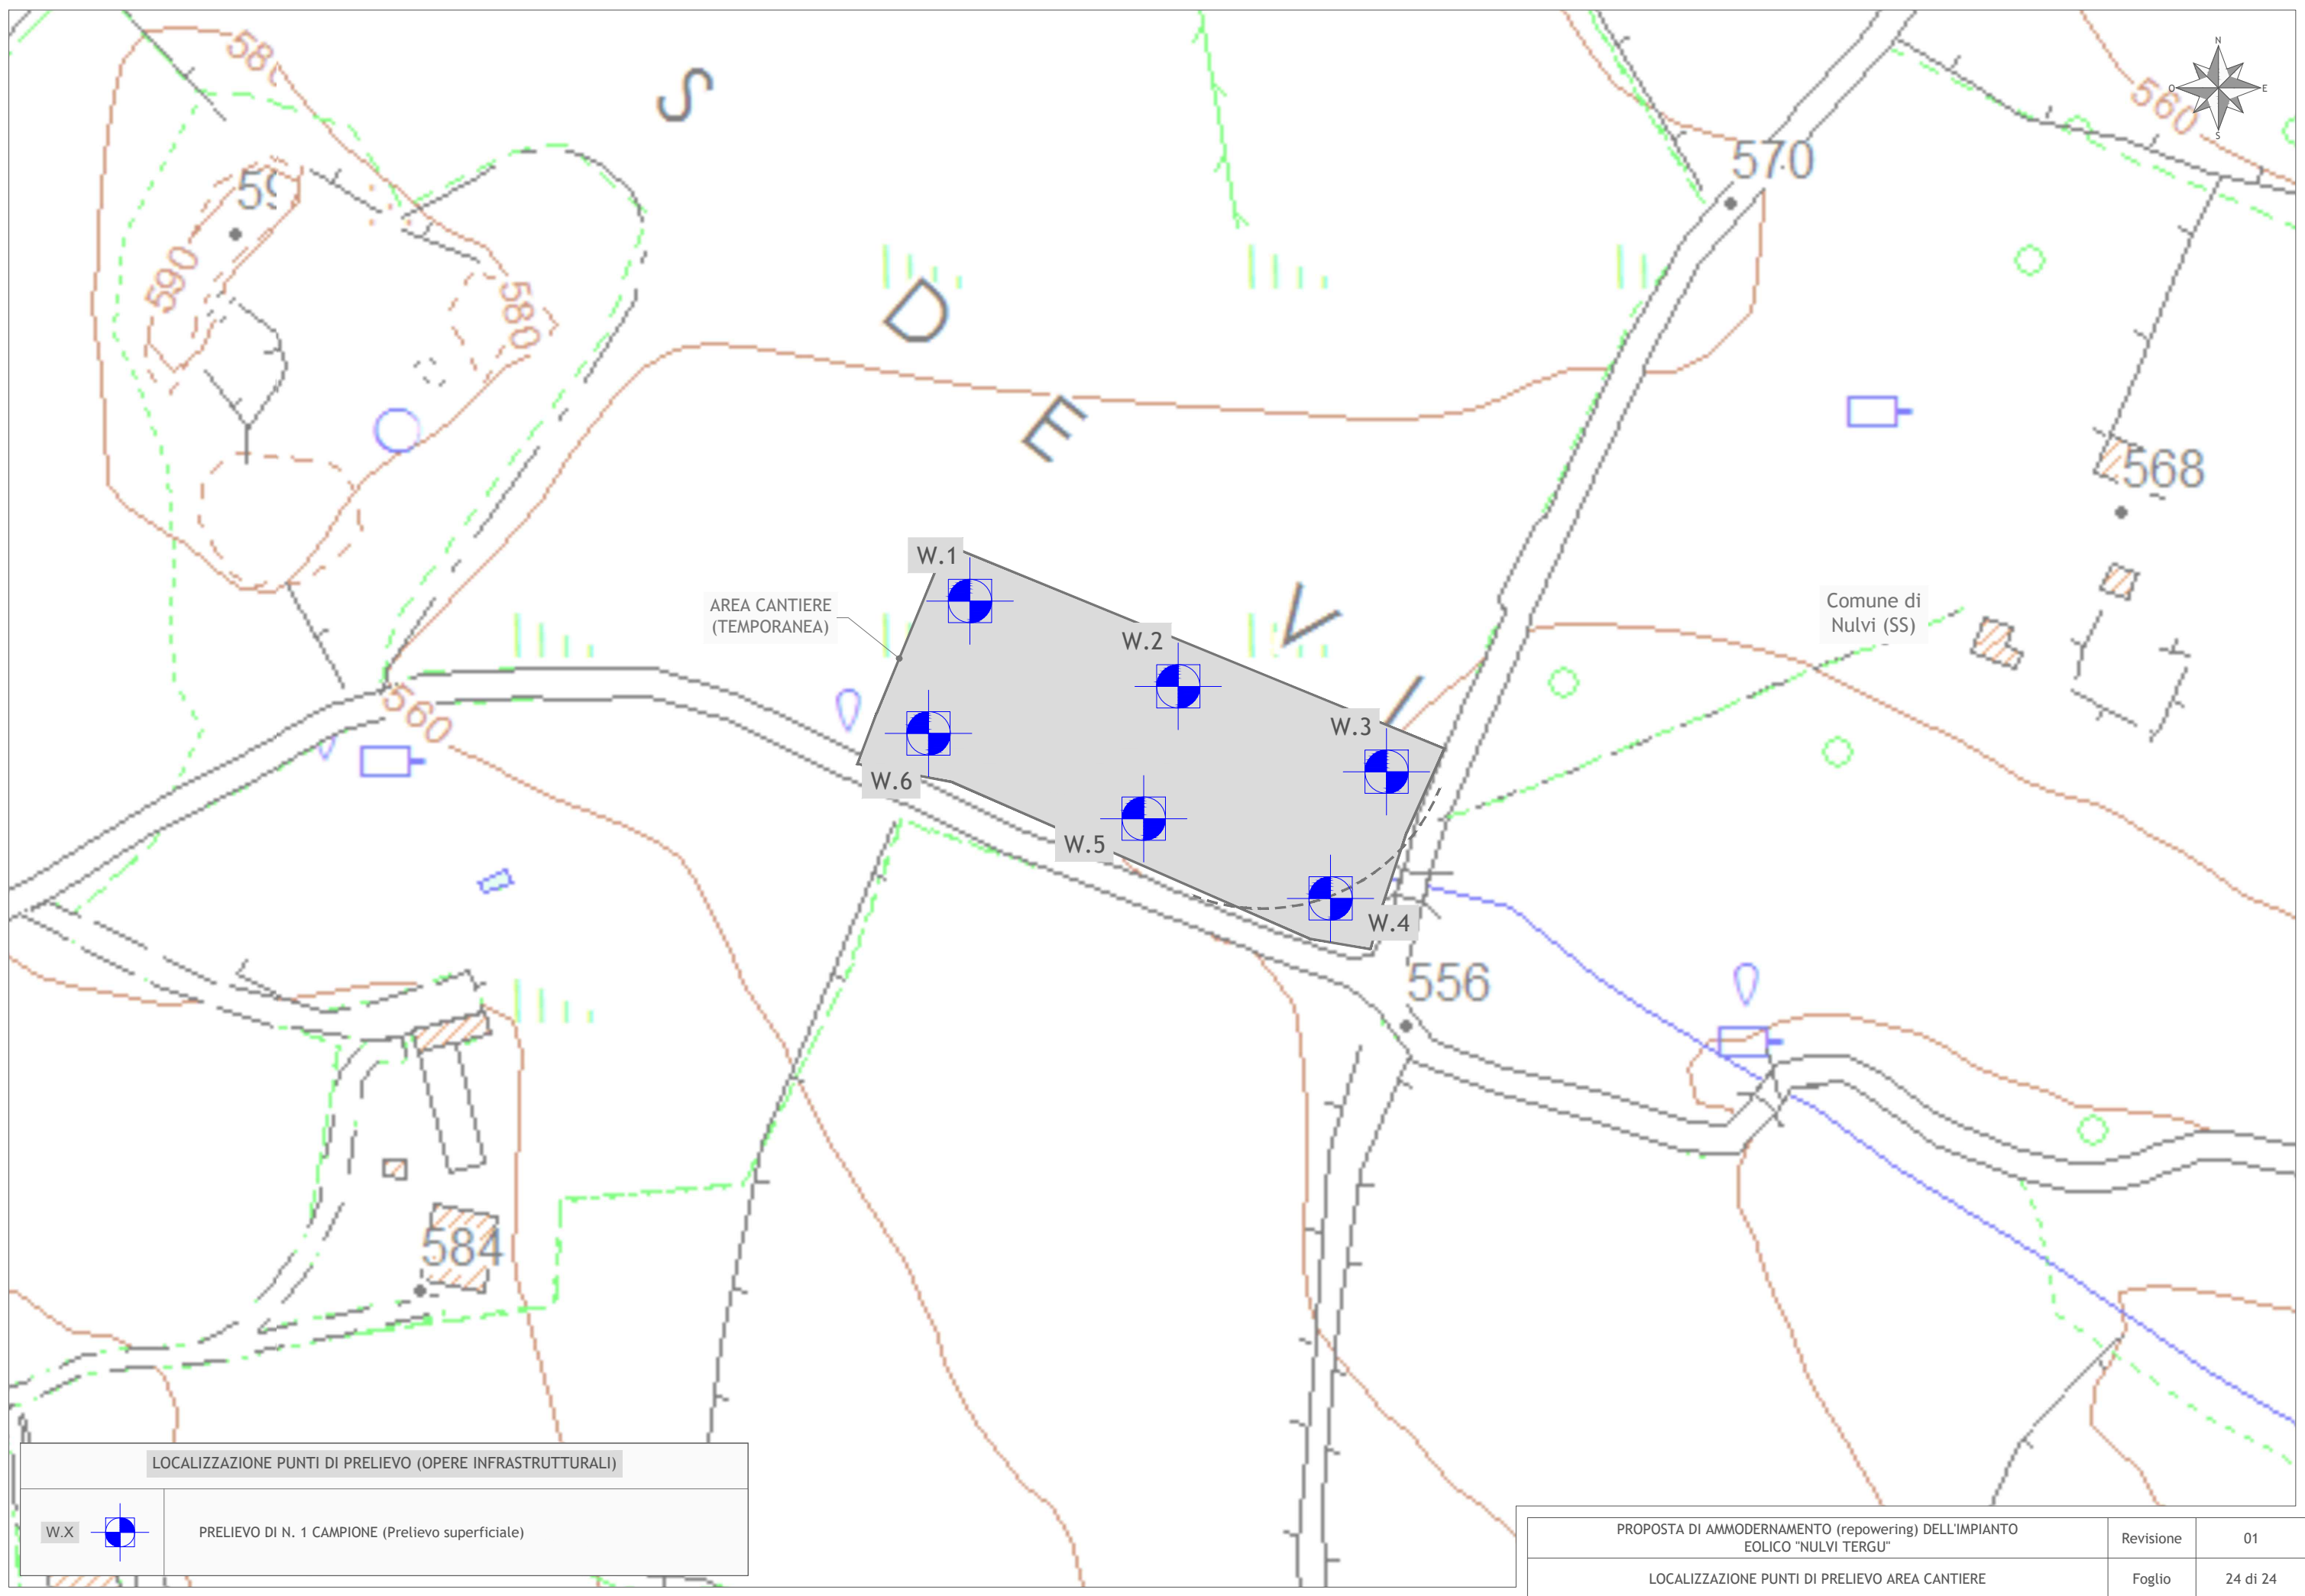 N
O
E
S
580
S
560
570
59
590
580
D
E
568
W.1
AREA CANTIERE
(TEMPORANEA)
V
Comune di
Nulvi (SS)
W.2
I
560
W.3
W.6
W.5
W.4
556
584
LOCALIZZAZIONE PUNTI DI PRELIEVO (OPERE INFRASTRUTTURALI)
W.X
PRELIEVO DI N. 1 CAMPIONE (Prelievo superficiale)
PROPOSTA DI AMMODERNAMENTO (repowering) DELL'IMPIANTO
EOLICO "NULVI TERGU"
Revisione
01
LOCALIZZAZIONE PUNTI DI PRELIEVO AREA CANTIERE
Foglio
24 di 24